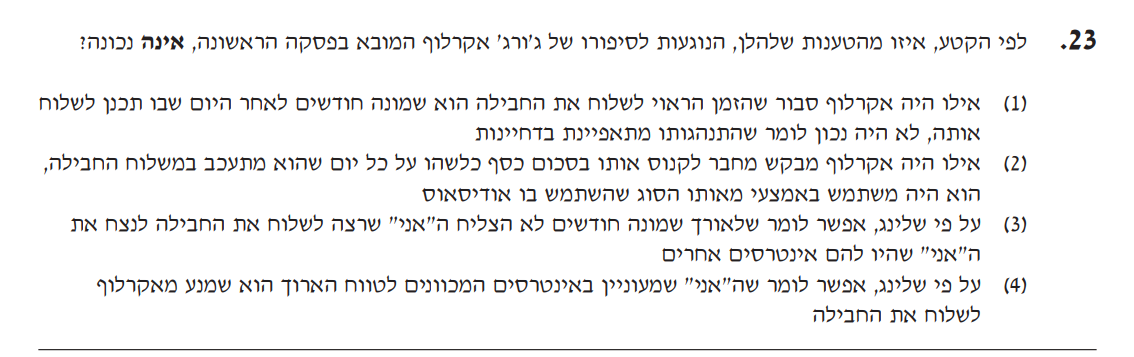 23. לפי הקטע, איזו מהטענות שלהלן, הנוגעות לסיפורו של ג'ורג' אקרלוף המובא בפסקה הראשונה, אינה נכונה?
(1) אילו היה אקרלוף סבור שהזמן הראוי לשלוח את החבילה הוא שמונה חודשים לאחר היום שבו תכנן לשלוח
אותה, לא היה נכון לומר שהתנהגותו מתאפיינת בדחיינות
(2) אילו היה אקרלוף מבקש מחבר לקנוס אותו בסכום כסף כלשהו על כל יום שהוא מתעכב במשלוח החבילה,
הוא היה משתמש באמצעי מאותו הסוג שהשתמש בו אודיסאוס
(3) על פי שלינג, אפשר לומר שלאורך שמונה חודשים לא הצליח ה"אני" שרצה לשלוח את החבילה לנצח את
ה"אני" שהיו להם אינטרסים אחרים
(4) על פי שלינג, אפשר לומר שה"אני" שמעוניין באינטרסים המכוונים לטווח הארוך הוא שמנע מאקרלוף
לשלוח את החבילה